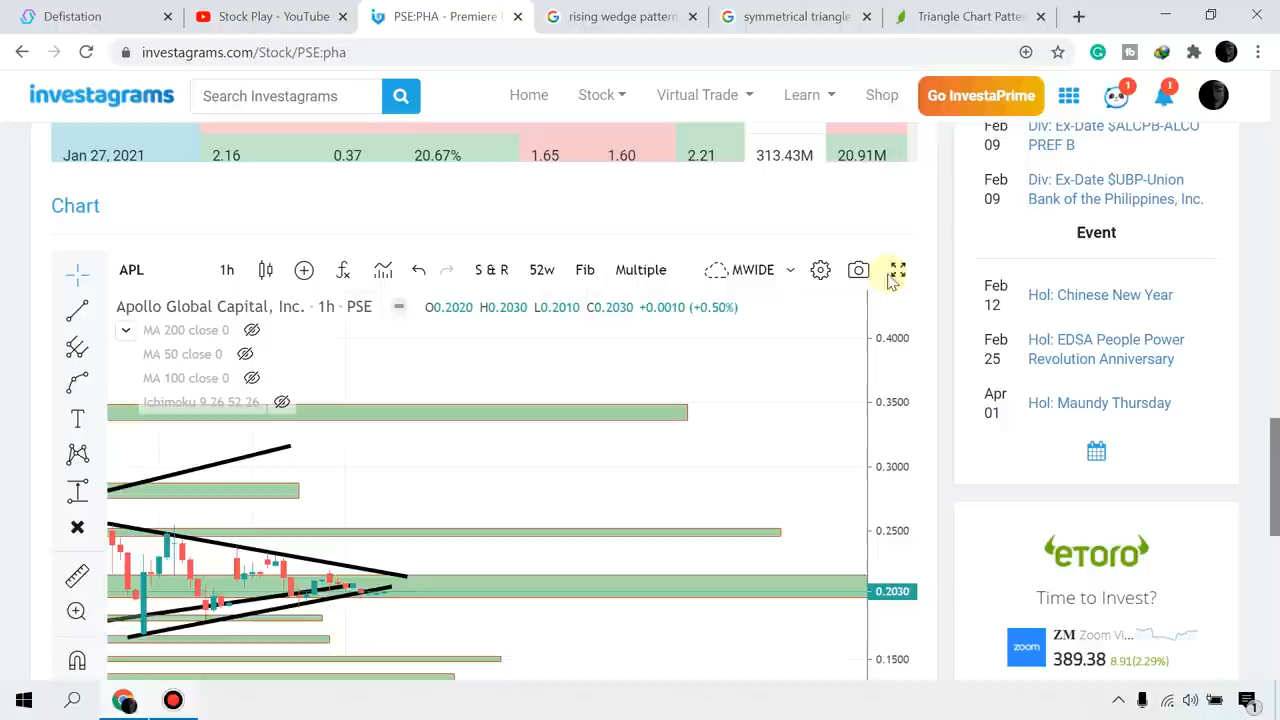 Defistation
Stock Play - YouTube
PSE:PHA - Premiere
rising wedge pattern
symmetrical triangle
Triangle Chart Patte
investagrams.com/Stock/PSE:pha
investagrams
Search Investagrams
Home
Stock
Virtual Trade
Learn
Shop
Go InvestaPrime
1
1
Jan 27, 2021 2.16 0.37 20.67% 1.65 1.60 2.21 313.43M 20.91M
Chart
APL 1h S & R 52w Fib Multiple MWIDE
Apollo Global Capital, Inc. · 1h · PSE O0.2020 H0.2030 L0.2010 C0.2030 +0.0010 (+0.50%)
MA 200 close 0
MA 50 close 0
MA 100 close 0
Ichimoku 9 26 52 26
0.4000
0.3500
0.3000
0.2500
0.2030
0.1500
Feb 09
Div: Ex-Date $ALCPB-ALCO
PREF B
Feb 09
Div: Ex-Date $UBP-Union
Bank of the Philippines, Inc.
Event
Feb 12
Hol: Chinese New Year
Feb 25
Hol: EDSA People Power
Revolution Anniversary
Apr 01
Hol: Maundy Thursday
eTORO
Time to Invest?
zoom
ZM Zoom Vi...
389.38 8.91(2.29%)
1